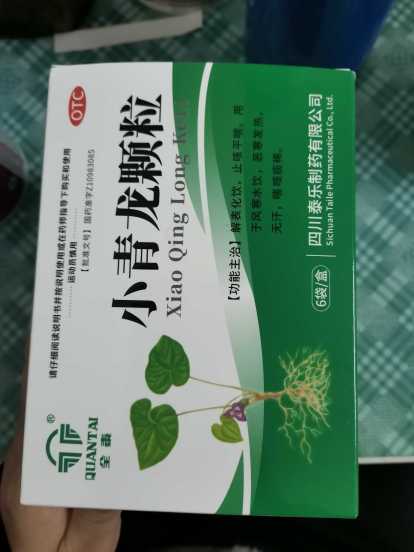 OTC
请仔细阅读说明书并按说明使用或在药师指导下购买和使用
运动员慎用
【批准文号】国药准字Z10983085
小青龙颗粒
Xiao Qing Long Keli
【功能主治】解表化饮，止咳平喘。用
于风寒水饮，恶寒发热，
无汗，喘咳痰稀。
6袋/盒
四川泰乐制药有限公司
Sichuan Taile Pharmaceutical Co., Ltd.
®
QUANTAI
全泰